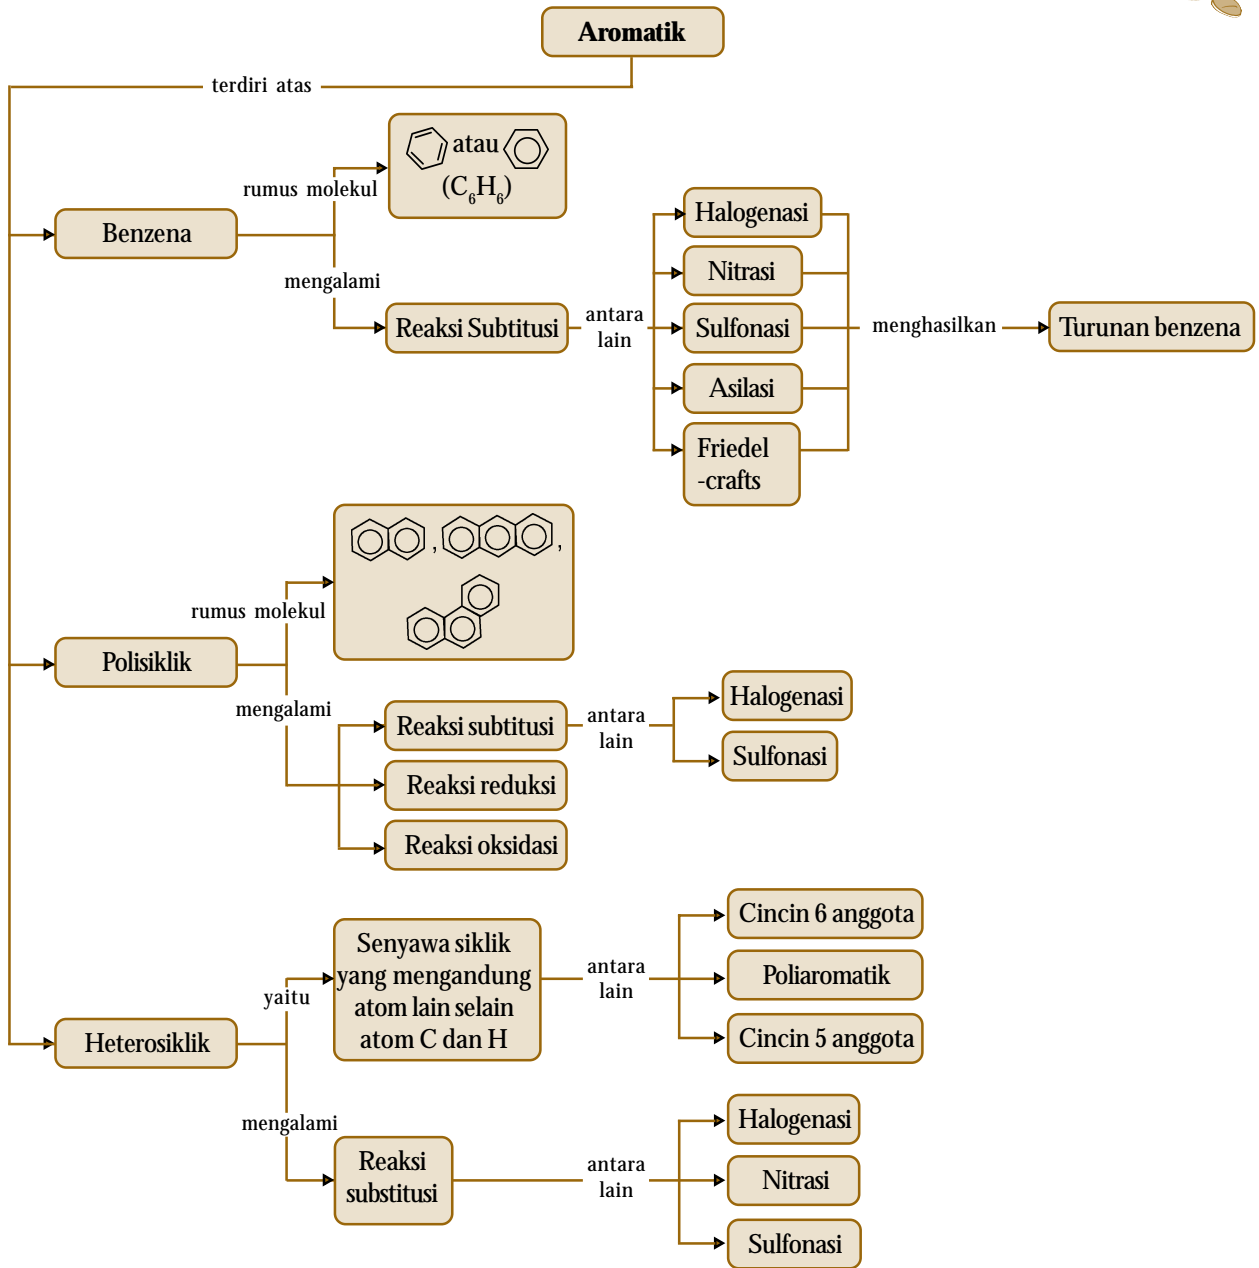 Aromatik
terdiri atas
atau
(C₆H₆)
rumus molekul
Benzena
mengalami
Reaksi Subtitusi
antara
lain
Halogenasi
Nitrasi
Sulfonasi
Asilasi
Friedel
-crafts
menghasilkan
Turunan benzena
, ,
rumus molekul
Polisiklik
mengalami
Reaksi subtitusi
antara
lain
Halogenasi
Sulfonasi
Reaksi reduksi
Reaksi oksidasi
Senyawa siklik
yang mengandung
atom lain selain
atom C dan H
yaitu
Heterosiklik
antara
lain
Cincin 6 anggota
Poliaromatik
Cincin 5 anggota
mengalami
Reaksi
substitusi
antara
lain
Halogenasi
Nitrasi
Sulfonasi